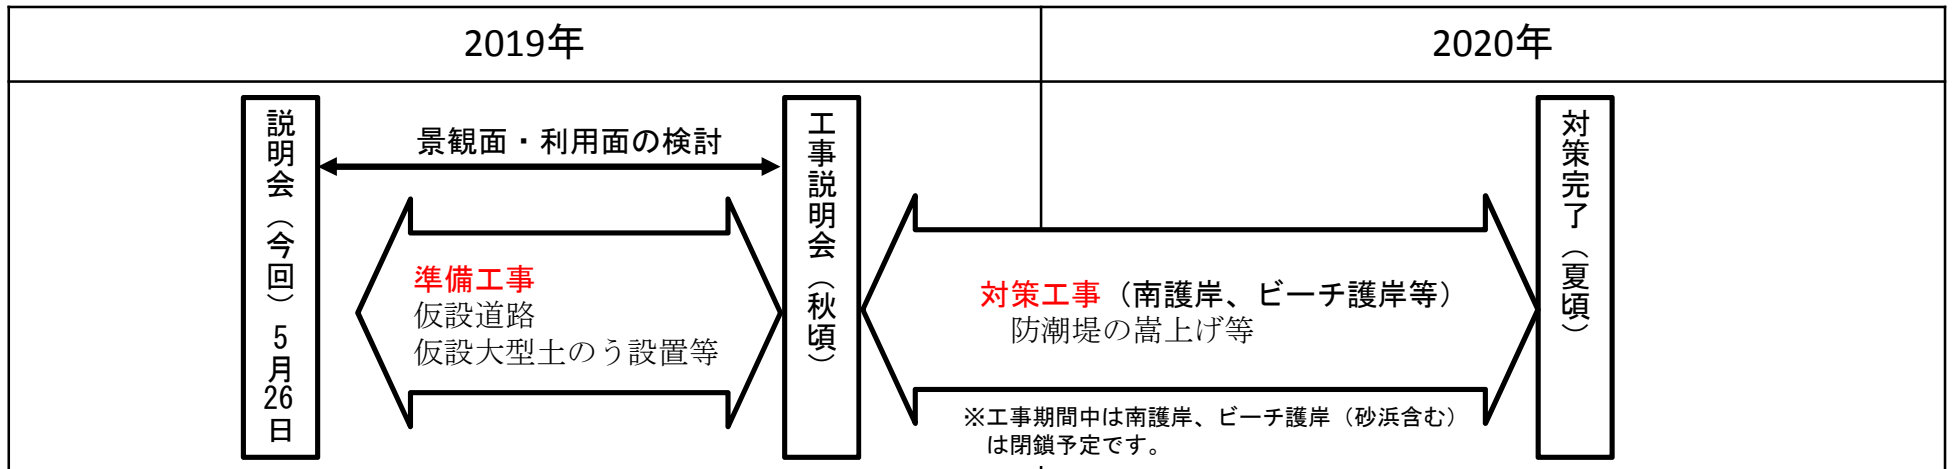 2019年
2020年
説明会（今回）5月26日
景観面・利用面の検討
準備工事
仮設道路
仮設大型土のう設置等
工事説明会（秋頃）
対策工事（南護岸、ビーチ護岸等）
防潮堤の嵩上げ等
※工事期間中は南護岸、ビーチ護岸（砂浜含む）
は閉鎖予定です。
対策完了（夏頃）